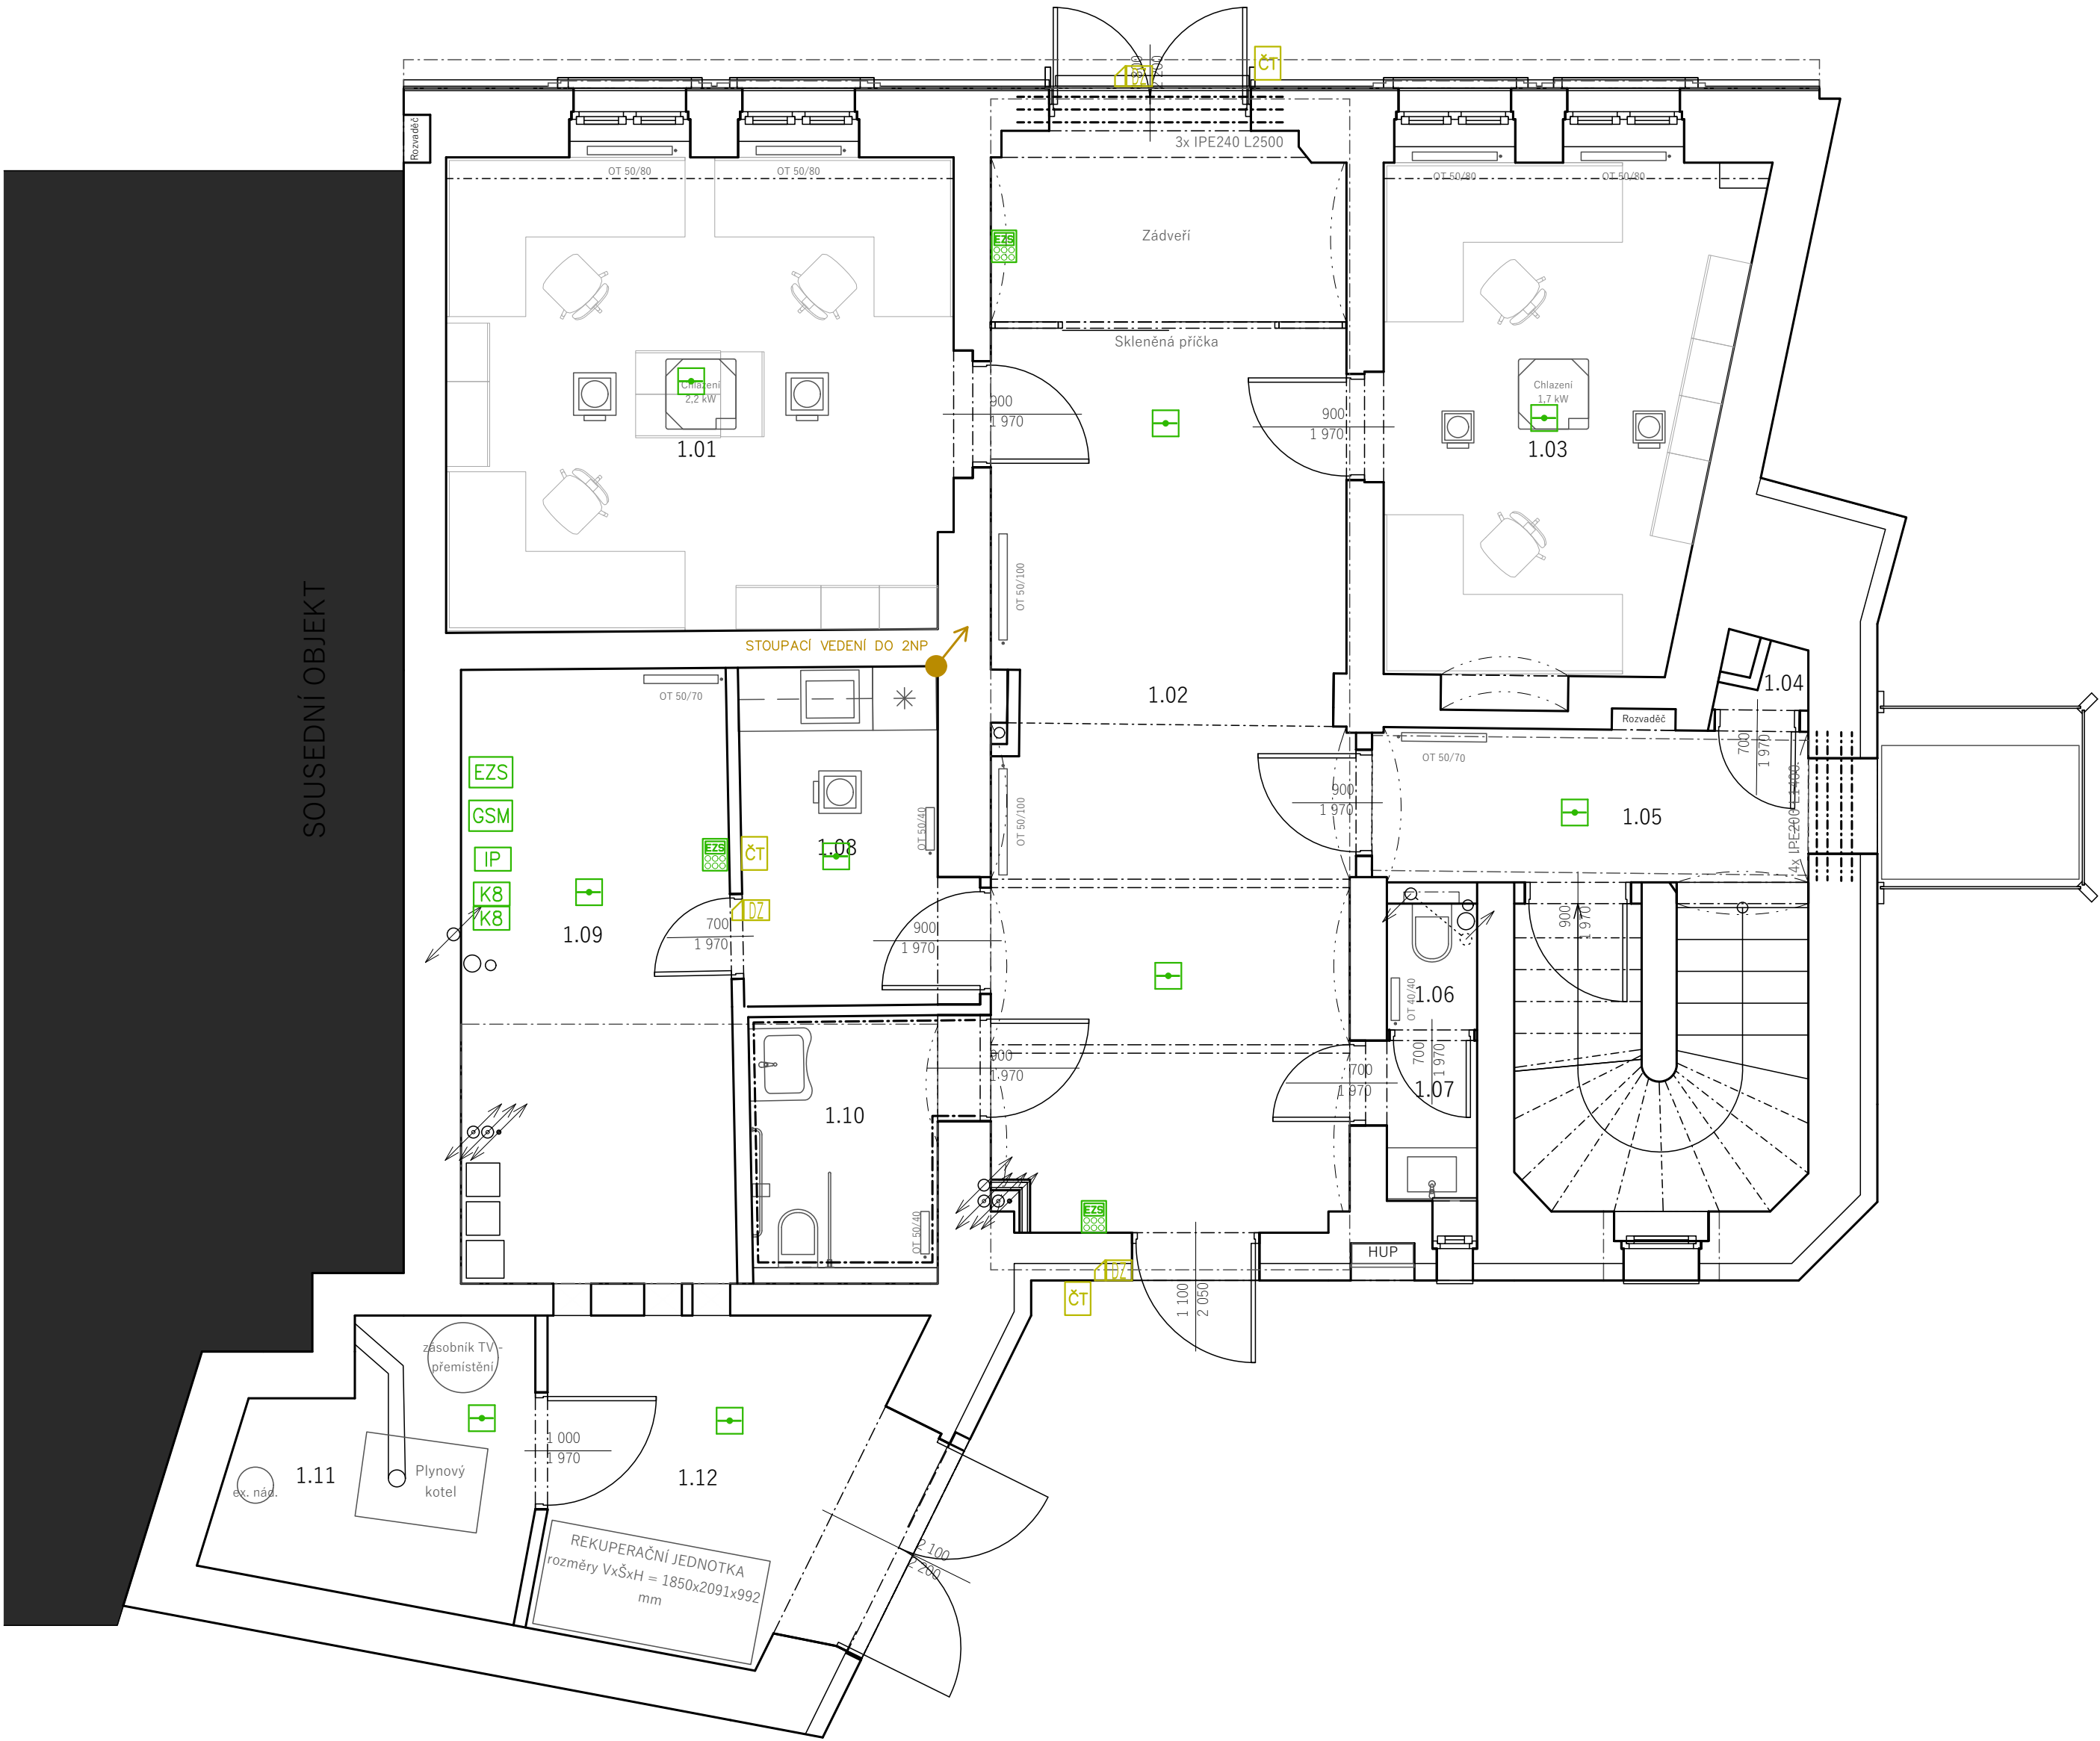 ČT
DZ
3x IPE240 L2500
Rozvaděč
OT 50/80
OT 50/80
OT 50/80
OT 50/80
EZS
Zádveří
Skleněná příčka
Chlazení
2,2 kW
1.01
900
1 970
900
1 970
Chlazení
1,7 kW
1.03
SOUSEDNÍ OBJEKT
OT 50/100
STOUPACÍ VEDENÍ DO 2NP
OT 50/70
1.02
1.04
Rozvaděč
700
1 970
OT 50/70
EZS
GSM
IP
K8
K8
1.09
EZS
ČT
DZ
1.08
OT 50/40
OT 50/100
900
1 970
1.05
4x IPE200 L1400
700
1 970
900
1 970
900
1 970
OT 40/40
1.06
700
1 970
1.07
900
1 970
700
1 970
1.10
OT 50/40
EZS
DZ
ČT
1 100
2 050
HUP
zásobník TV -
přemístění
1 000
1 970
1.11
ex. nád.
Plynový
kotel
1.12
REKUPERAČNÍ JEDNOTKA
rozměry VxŠxH = 1850x2091x992
mm
2 100
2 200